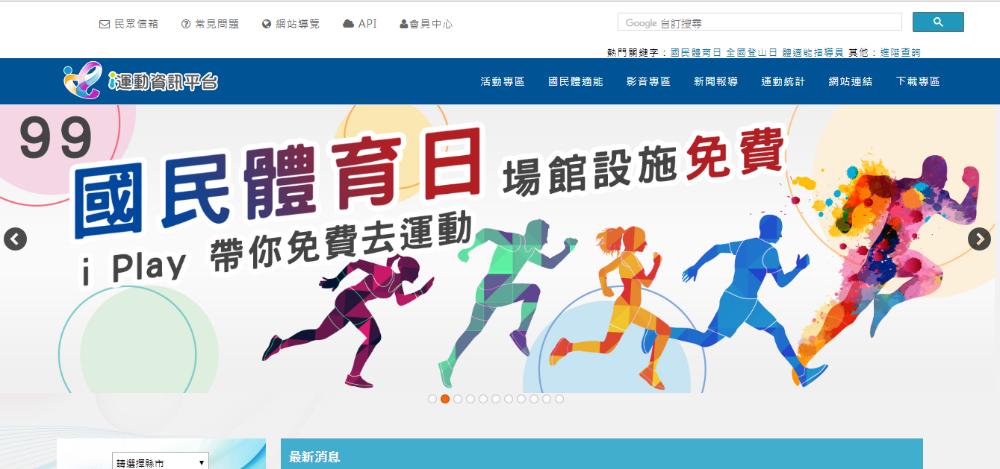 民眾信箱 常見問題 網站導覽 API 會員中心
Google 自訂搜尋
熱門關鍵字：國民體育日 全國登山日 體適能指導員 其他：進階查詢
i運動資訊平台
活動專區 國民體適能 影音專區 新聞報導 運動統計 網站連結 下載專區
99
國民體育日 場館設施免費
i Play 帶你免費去運動
最新消息
請選擇縣市